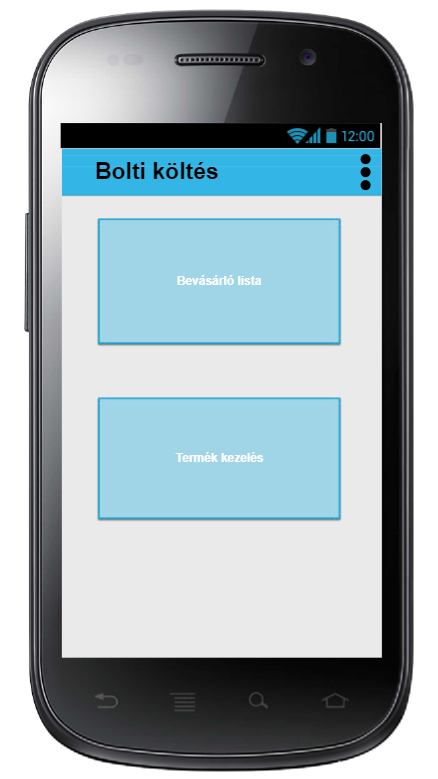 12:00
Bolti költés
Bevásárló lista
Termék kezelés